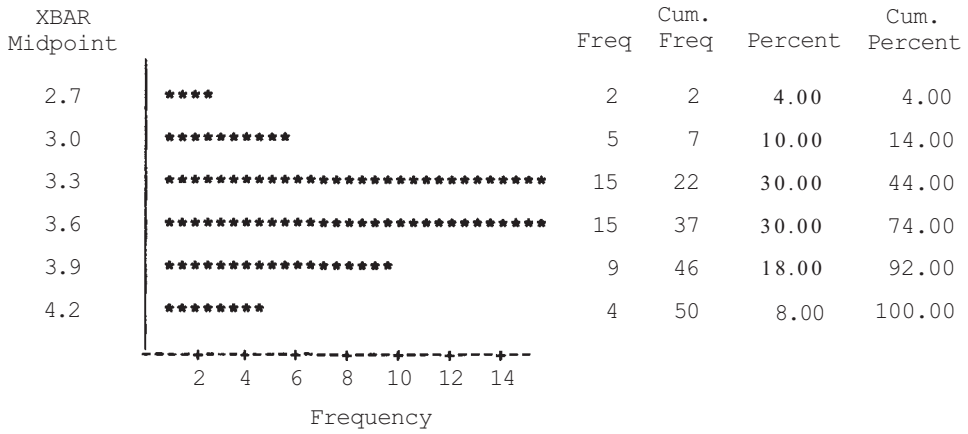 XBAR Cum. Cum.
Midpoint Freq Freq Percent Percent
2.7 **** 2 2 4.00 4.00
3.0 ********** 5 7 10.00 14.00
3.3 ****************************** 15 22 30.00 44.00
3.6 ****************************** 15 37 30.00 74.00
3.9 ****************** 9 46 18.00 92.00
4.2 ******** 4 50 8.00 100.00
2 4 6 8 10 12 14
Frequency